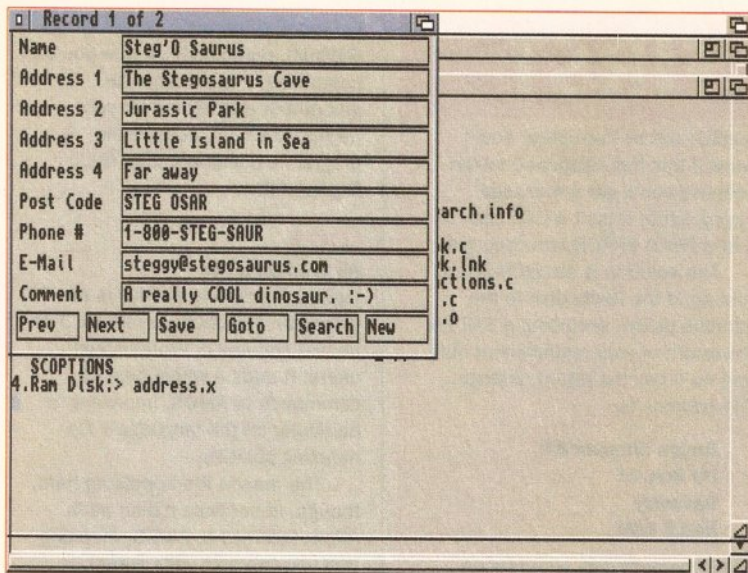 Record 1 of 2
Name Steg'O Saurus
Address 1 The Stegosaurus Cave
Address 2 Jurassic Park
Address 3 Little Island in Sea
Address 4 Far away
Post Code STEG OSAR
Phone # 1-800-STEG-SAUR
E-Mail steggy@stegosaurus.com
Comment A really COOL dinosaur. :-)
Prev Next Save Goto Search New
arch.info
k.c
k.lnk
ctions.c
.c
.o
SCOPTIONS
4.Ram Disk:> address.x